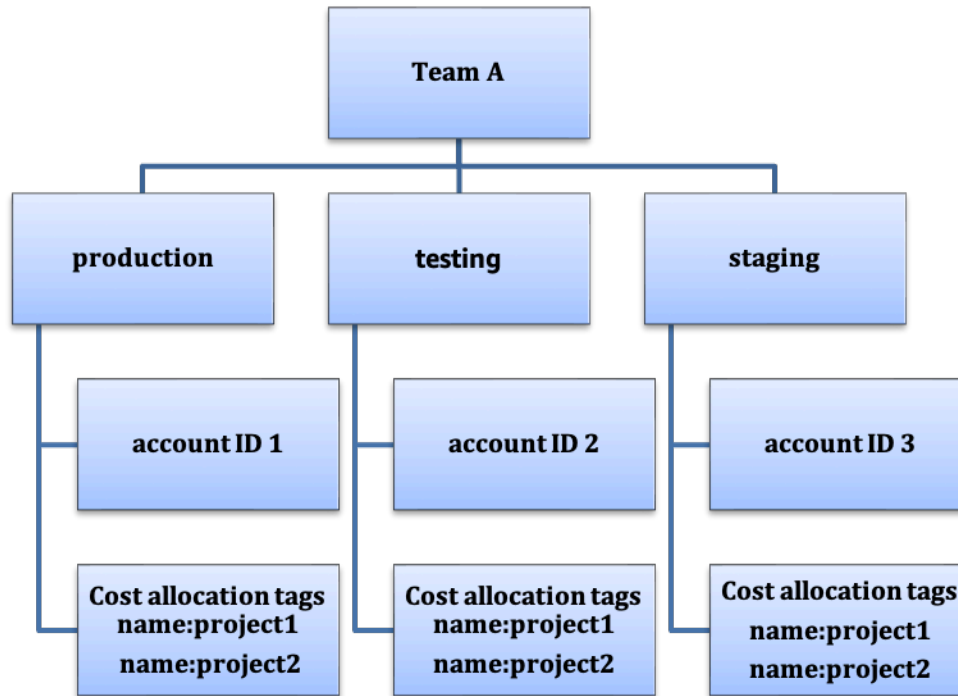 Team A
production
testing
staging
account ID 1
account ID 2
account ID 3
Cost allocation tags
name:project1
name:project2
Cost allocation tags
name:project1
name:project2
Cost allocation tags
name:project1
name:project2